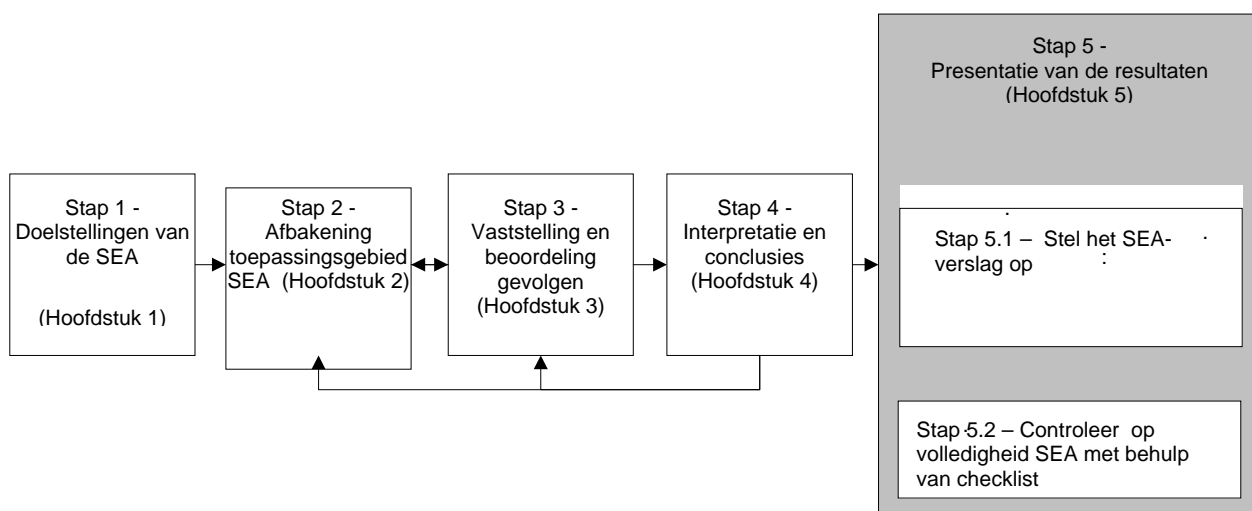 Stap 1 -
Doelstellingen van
de SEA
(Hoofdstuk 1)
Stap 2 -
Afbakening
toepassingsgebied
SEA (Hoofdstuk 2)
Stap 3 -
Vaststelling en
beoordeling
gevolgen
(Hoofdstuk 3)
Stap 4 -
Interpretatie en
conclusies
(Hoofdstuk 4)
Stap 5 -
Presentatie van de resultaten
(Hoofdstuk 5)
Stap 5.1 – Stel het SEA-
verslag op
Stap 5.2 – Controleer op
volledigheid SEA met behulp
van checklist